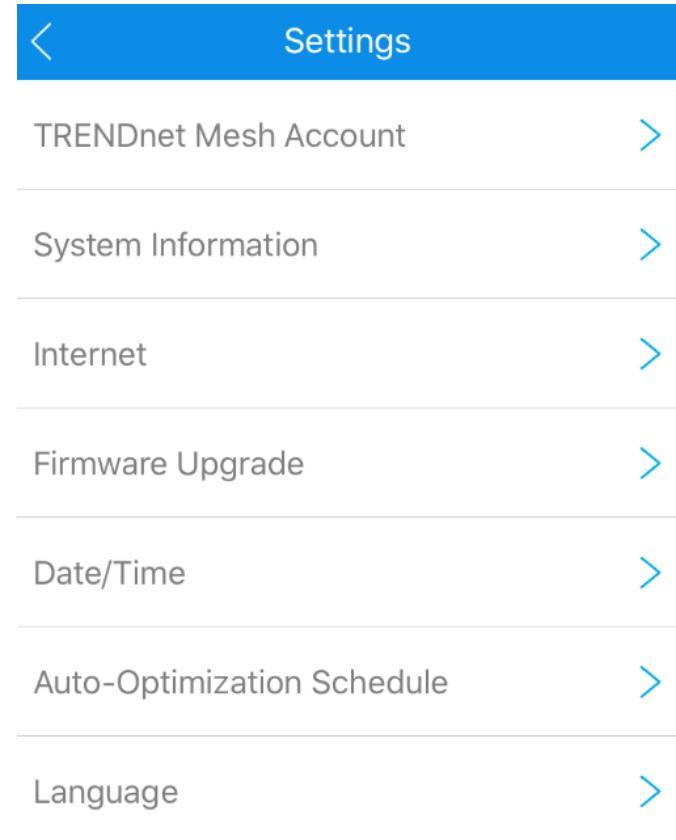 Settings
TRENDnet Mesh Account
System Information
Internet
Firmware Upgrade
Date/Time
Auto-Optimization Schedule
Language